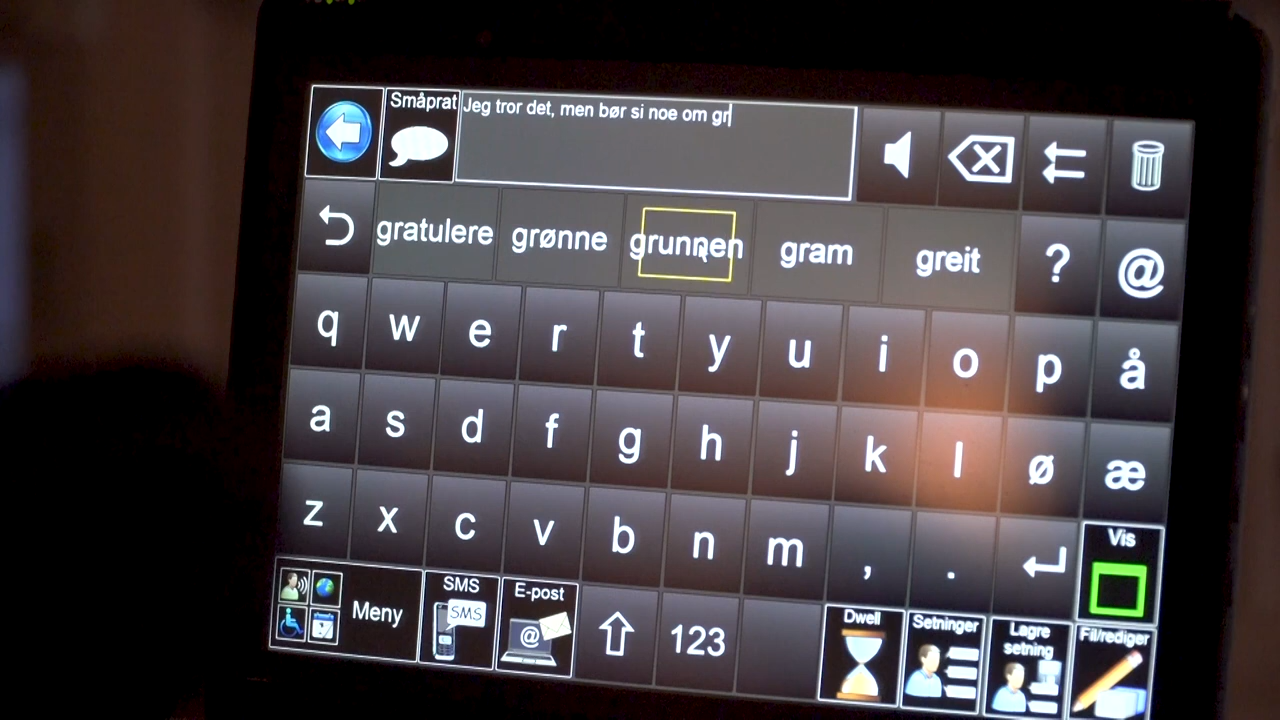 Småprat
Jeg tror det, men bør si noe om gr
gratulere grønne grunnen gram greit ? @
q w e r t y u i o p å
a s d f g h j k l ø æ
z x c v b n m , .
Vis
Meny
SMS
SMS
E-post
@
123
Dwell
Setninger
Lagre
setning
Fil/rediger